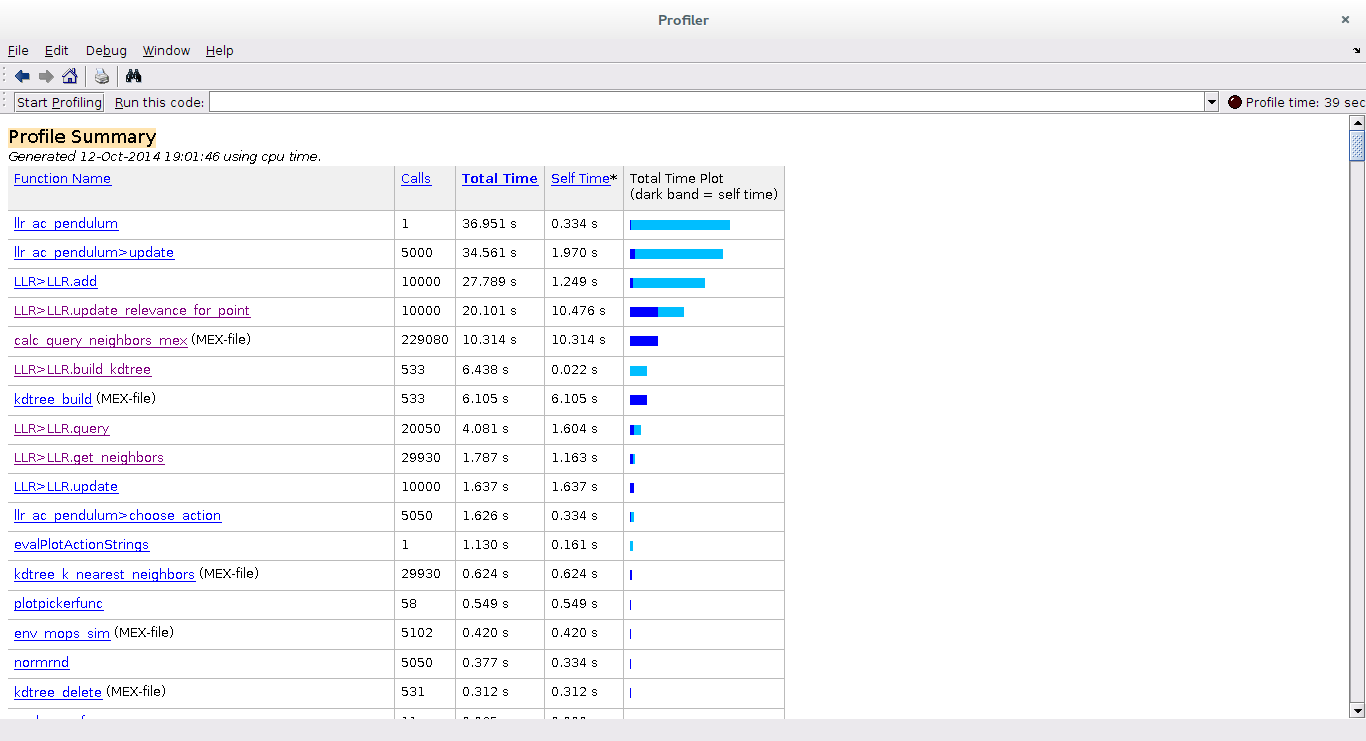 Profiler
File Edit Debug Window Help
Start Profiling Run this code: Profile time: 39 sec
Profile Summary
Generated 12-Oct-2014 19:01:46 using cpu time.
Function Name Calls Total Time Self Time* Total Time Plot
(dark band = self time)
llr_ac_pendulum 1 36.951 s 0.334 s
llr_ac_pendulum>update 5000 34.561 s 1.970 s
LLR>LLR.add 10000 27.789 s 1.249 s
LLR>LLR.update_relevance_for_point 10000 20.101 s 10.476 s
calc_query_neighbors_mex (MEX-file) 229080 10.314 s 10.314 s
LLR>LLR.build_kdtree 533 6.438 s 0.022 s
kdtree_build (MEX-file) 533 6.105 s 6.105 s
LLR>LLR.query 20050 4.081 s 1.604 s
LLR>LLR.get_neighbors 29930 1.787 s 1.163 s
LLR>LLR.update 10000 1.637 s 1.637 s
llr_ac_pendulum>choose_action 5050 1.626 s 0.334 s
evalPlotActionStrings 1 1.130 s 0.161 s
kdtree_k_nearest_neighbors (MEX-file) 29930 0.624 s 0.624 s
plotpickerfunc 58 0.549 s 0.549 s
env_mops_sim (MEX-file) 5102 0.420 s 0.420 s
normrnd 5050 0.377 s 0.334 s
kdtree_delete (MEX-file) 531 0.312 s 0.312 s